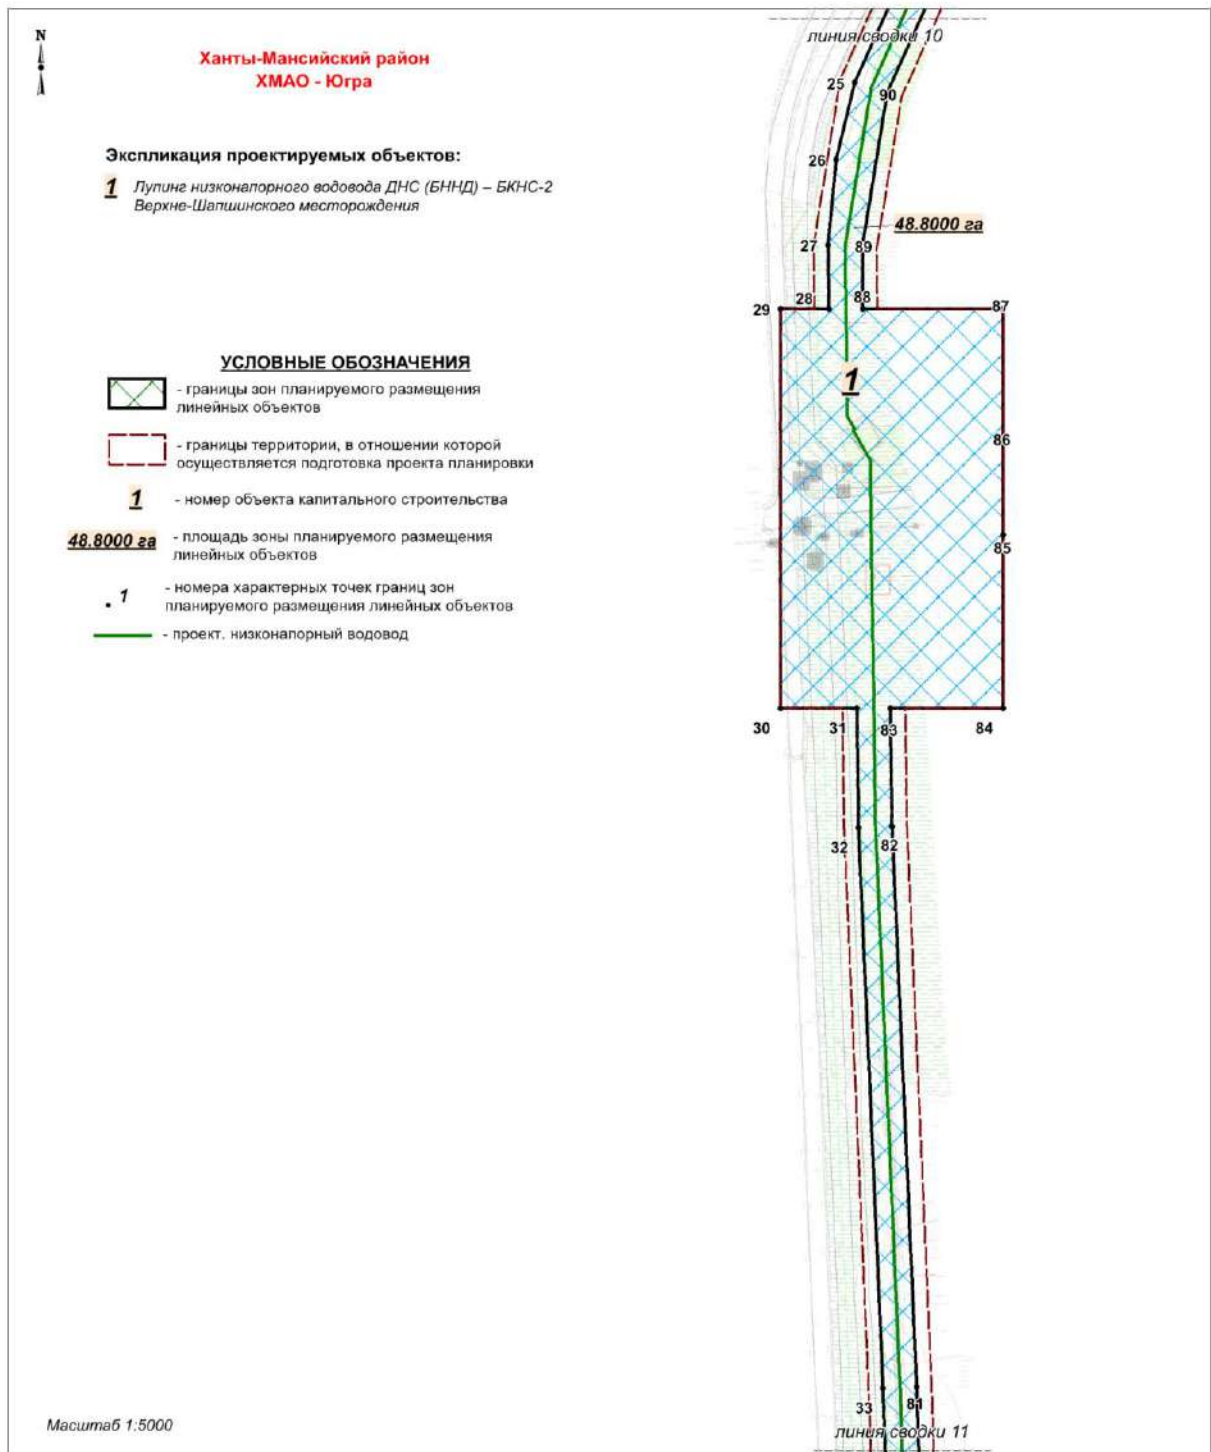 N
Ханты-Мансийский район
ХМАО - Югра
Экспликация проектируемых объектов:
1 Лупинг низконапорного водовода ДНС (БННД) – БКНС-2
Верхне-Шапшинского месторождения
УСЛОВНЫЕ ОБОЗНАЧЕНИЯ
- границы зон планируемого размещения
линейных объектов
- границы территории, в отношении которой
осуществляется подготовка проекта планировки
1 - номер объекта капитального строительства
48.8000 га - площадь зоны планируемого размещения
линейных объектов
1 - номера характерных точек границ зон
планируемого размещения линейных объектов
- проект. низконапорный водовод
Масштаб 1:5000
линия сводки 10
25
90
26
48.8000 га
27
89
28
88
29
87
1
86
85
30
31
83
84
32
82
33
81
линия сводки 11